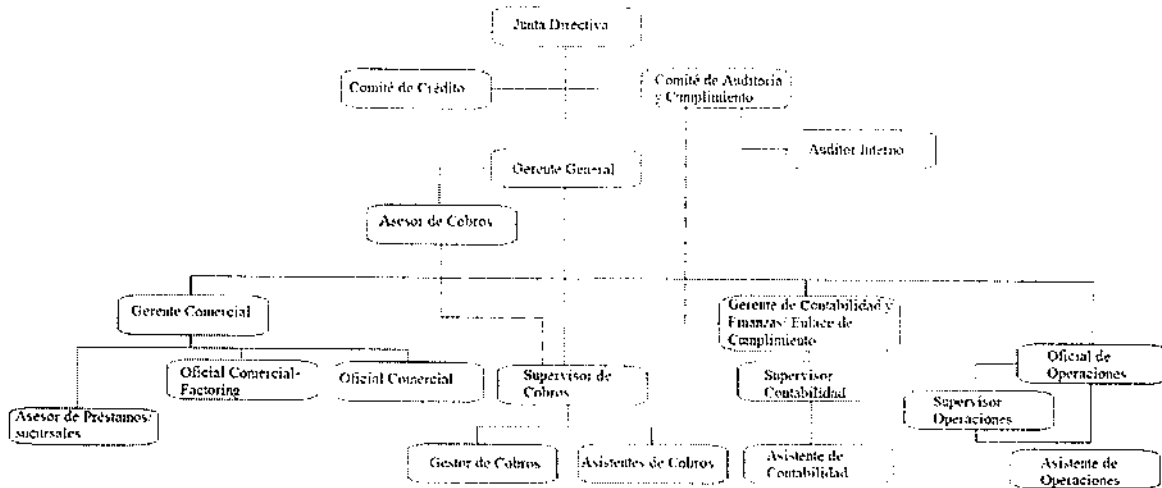 Junta Directiva
Comité de Crédito
Comité de Auditoria
y Cumplimiento
Auditor Interno
Gerente General
Asesor de Cobros
Gerente Comercial
Gerente de Contabilidad y
Finanzas/ Enlace de
Cumplimiento
Oficial Comercial-
Factoring
Oficial Comercial
Supervisor de
Cobros
Supervisor
Contabilidad
Oficial de
Operaciones
Asesor de Préstamos/
sucursales
Supervisor
Operaciones
Gestor de Cobros
Asistentes de Cobros
Asistente de
Contabilidad
Asistente de
Operaciones